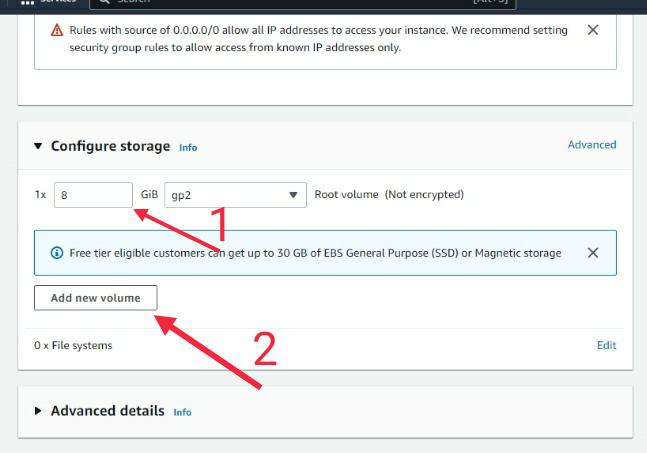 Services
Search
[Alt+S]
Rules with source of 0.0.0.0/0 allow all IP addresses to access your instance. We recommend setting
security group rules to allow access from known IP addresses only.
Configure storage Info
Advanced
1x 8 GiB gp2 Root volume (Not encrypted)
1
Free tier eligible customers can get up to 30 GB of EBS General Purpose (SSD) or Magnetic storage
Add new volume
2
0 x File systems
Edit
Advanced details Info